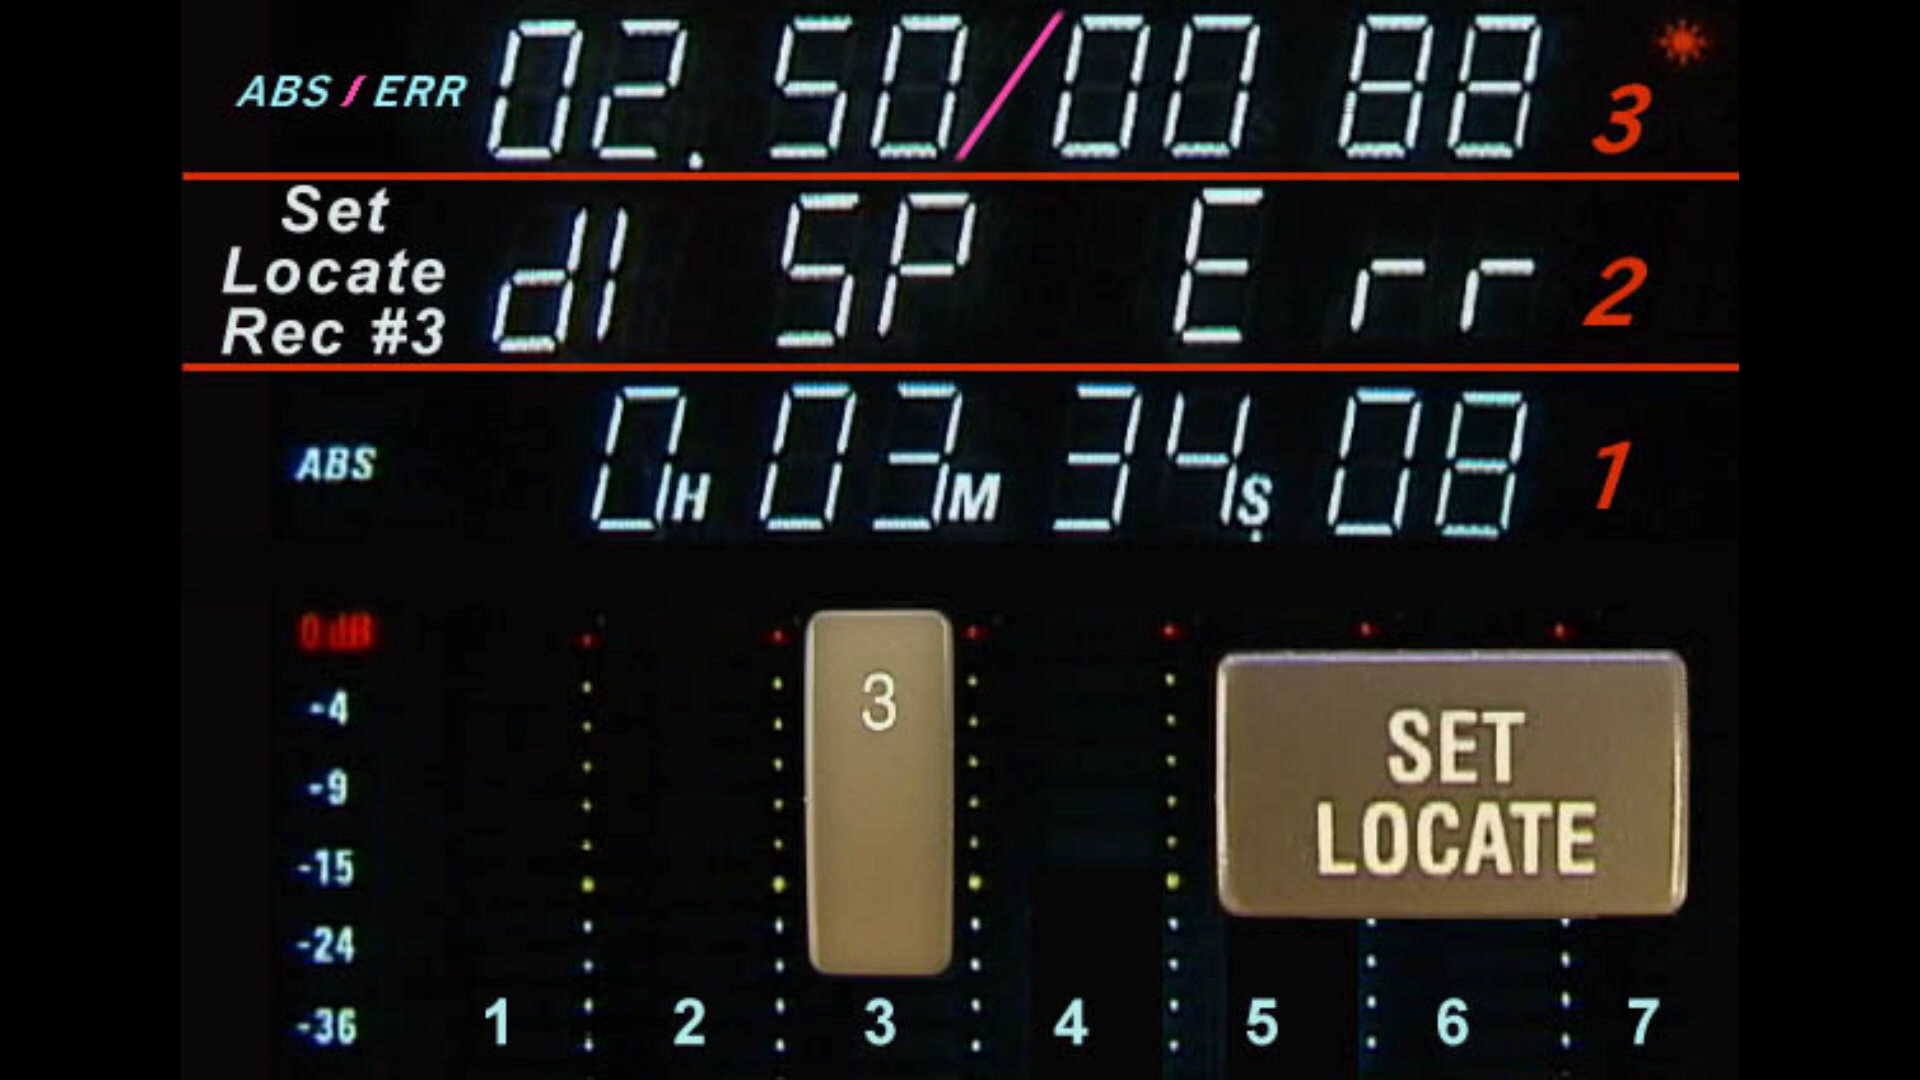 ABS / ERR 02. 50/00 88 3
Set
Locate
Rec #3
dI SP Err 2
ABS 0H 03M 34S 08 1
0 dB
-4
-9
-15
-24
-36
3
SET
LOCATE
1 2 3 4 5 6 7